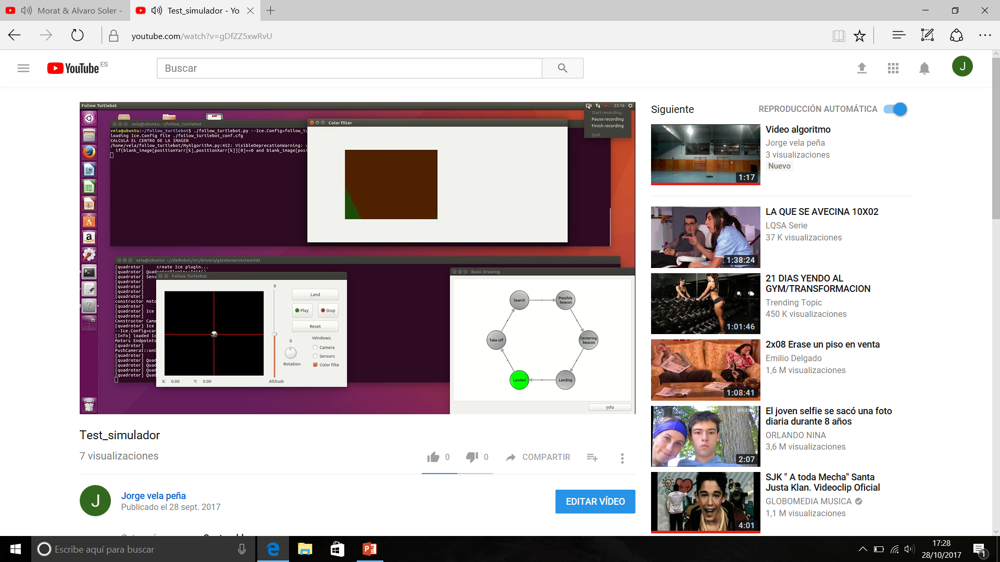 Morat & Alvaro Soler -
Test_simulador - Yo
youtube.com/watch?v=gDfZZ5xwRvU
YouTube ES
Buscar
J
Follow Turtlebot
23:16
Start recording
Pause recording
Finish recording
Quit
vela@ubuntu: ~/follow_turtlebot
vela@ubuntu:~/follow_turtlebot$ ./follow_turtlebot.py --Ice.Config=follow_tu
loading Ice.Config file ./follow_turtlebot_conf.cfg
CALCULA EL CENTRO DE LA IMAGEN
/home/vela/follow_turtlebot/MyAlgorithm.py:452: VisibleDeprecationWarning: u
if(blank_image[positionYarr[k],positionXarr[k]][0]==0 and blank_image[posi
Color filter
vela@ubuntu: ~/JdeRobot/src/drivers/gazeboserver/worlds
[quadrotor] create Ice plugin...
[quadrotor] QuadrotorPlugin::Init()
[quadrotor] Sens
[quadrotor]
[quadrotor]
[quadrotor]
[quadrotor]
constructor moto
[quadrotor]
[quadrotor] Ice
[quadrotor]
Constructor Came
[quadrotor] Ice
--Ice.Config=car
[Info] loaded Ic
Motors Endpoints
[quadrotor]
PushCameraI::onC
[quadrotor]
[quadrotor] Quad
[quadrotor] Quad
[quadrotor] Quad
[quadrotor] Quad
Follow Turtlebot
0
Land
Play
Stop
Reset
Windows:
0
Camera
Sensors
Rotation
Color filte
X: 0.00 Y: 0.00
Altitude
Basic Drawing
Search
Possibly beacon
Take off
Centering beacon
Landed
Landing
Info
Test_simulador
7 visualizaciones
0
0
COMPARTIR
J
Jorge vela peña
Publicado el 28 sept. 2017
EDITAR VÍDEO
Siguiente
REPRODUCCIÓN AUTOMÁTICA
1:17
Video algoritmo
Jorge vela peña
3 visualizaciones
Nuevo
1:38:24
LA QUE SE AVECINA 10X02
LQSA Serie
37 K visualizaciones
1:01:46
21 DIAS YENDO AL
GYM/TRANSFORMACION
Trending Topic
450 K visualizaciones
1:08:41
2x08 Erase un piso en venta
Emilio Delgado
1,6 M visualizaciones
2:07
El joven selfie se sacó una foto
diaria durante 8 años
ORLANDO NINA
3,6 M visualizaciones
4:01
SJK " A toda Mecha" Santa
Justa Klan. Videoclip Oficial
GLOBOMEDIA MUSICA
1,1 M visualizaciones
Escribe aquí para buscar
17:28
28/10/2017
1